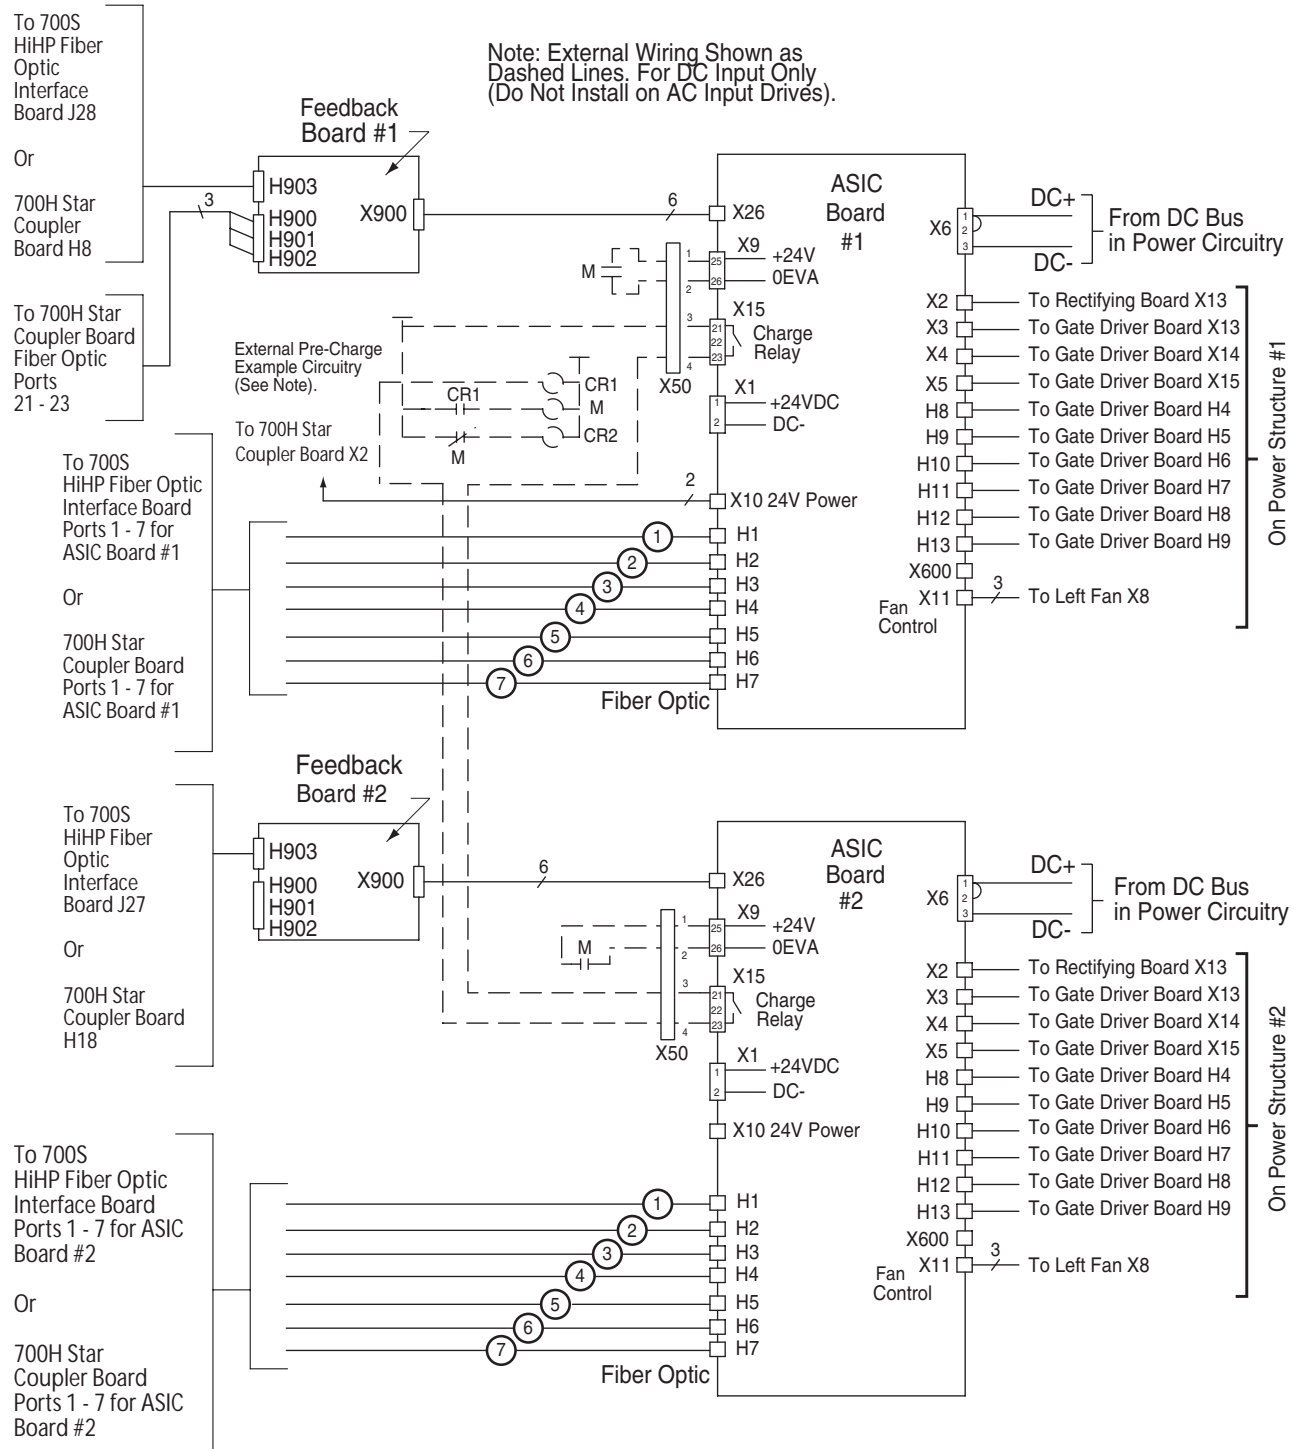 To 700S
HiHP Fiber
Optic
Interface
Board J28
Or
700H Star
Coupler
Board H8
To 700H Star
Coupler Board
Fiber Optic
Ports
21 - 23
Note: External Wiring Shown as
Dashed Lines. For DC Input Only
(Do Not Install on AC Input Drives).
Feedback
Board #1
H903
H900
H901
H902
X900
3
6
ASIC
Board
#1
X26
X9
25
+24V
26
0EVA
X15
21
22
23
Charge
Relay
X1
1
+24VDC
2
DC-
X10 24V Power
2
1
2
3
4
X50
M
External Pre-Charge
Example Circuitry
(See Note).
CR1
CR1
M
CR2
M
To 700H Star
Coupler Board X2
X6
1
2
3
DC+
DC-
From DC Bus
in Power Circuitry
X2
To Rectifying Board X13
X3
To Gate Driver Board X13
X4
To Gate Driver Board X14
X5
To Gate Driver Board X15
H8
To Gate Driver Board H4
H9
To Gate Driver Board H5
H10
To Gate Driver Board H6
H11
To Gate Driver Board H7
H12
To Gate Driver Board H8
H13
To Gate Driver Board H9
X600
X11
3
To Left Fan X8
Fan
Control
On Power Structure #1
To 700S
HiHP Fiber Optic
Interface Board
Ports 1 - 7 for
ASIC Board #1
Or
700H Star
Coupler Board
Ports 1 - 7 for
ASIC Board #1
1
H1
2
H2
3
H3
4
H4
5
H5
6
H6
7
H7
Fiber Optic
To 700S
HiHP Fiber
Optic
Interface
Board J27
Or
700H Star
Coupler Board
H18
Feedback
Board #2
H903
H900
H901
H902
X900
6
ASIC
Board
#2
X26
X9
25
+24V
26
0EVA
X15
21
22
23
Charge
Relay
X1
1
+24VDC
2
DC-
X10 24V Power
1
2
3
4
X50
M
X6
1
2
3
DC+
DC-
From DC Bus
in Power Circuitry
X2
To Rectifying Board X13
X3
To Gate Driver Board X13
X4
To Gate Driver Board X14
X5
To Gate Driver Board X15
H8
To Gate Driver Board H4
H9
To Gate Driver Board H5
H10
To Gate Driver Board H6
H11
To Gate Driver Board H7
H12
To Gate Driver Board H8
H13
To Gate Driver Board H9
X600
X11
3
To Left Fan X8
Fan
Control
On Power Structure #2
To 700S
HiHP Fiber Optic
Interface Board
Ports 1 - 7 for ASIC
Board #2
Or
700H Star
Coupler Board
Ports 1 - 7 for ASIC
Board #2
1
H1
2
H2
3
H3
4
H4
5
H5
6
H6
7
H7
Fiber Optic